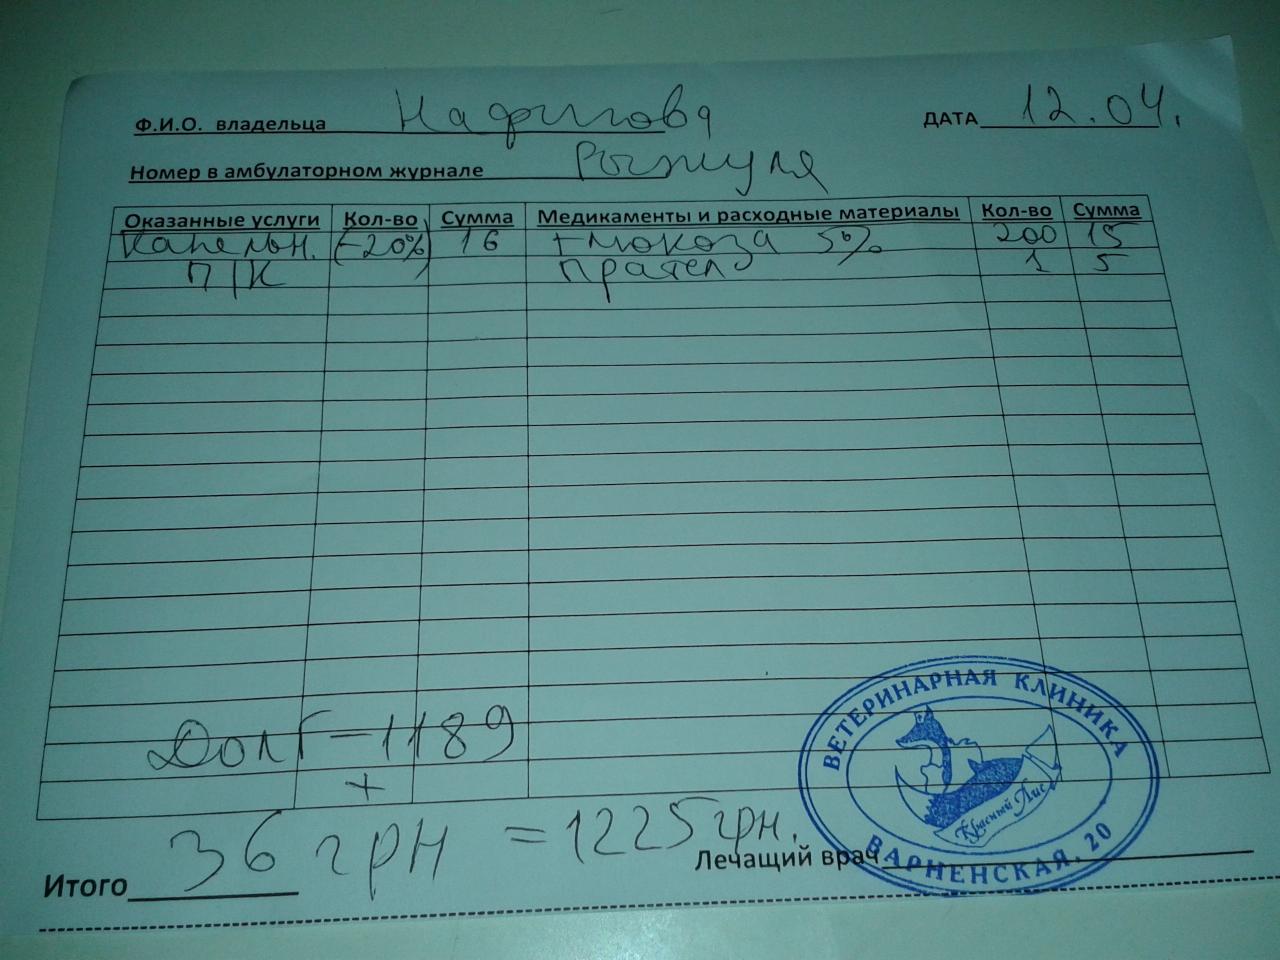 Ф.И.О. владельца Нафигова ДАТА 12.04.
Номер в амбулаторном журнале Рыжуля
Оказанные услуги Кол-во Сумма Медикаменты и расходные материалы Кол-во Сумма
Капельн. (-20%) 16 глюкоза 5% 200 15
П/К Прател 1 5
Долг - 1189
+
36 грн = 1225 грн.
Итого Лечащий врач
ВЕТЕРИНАРНАЯ КЛИНИКА
Красный Лис
ВАРНЕНСКАЯ, 20